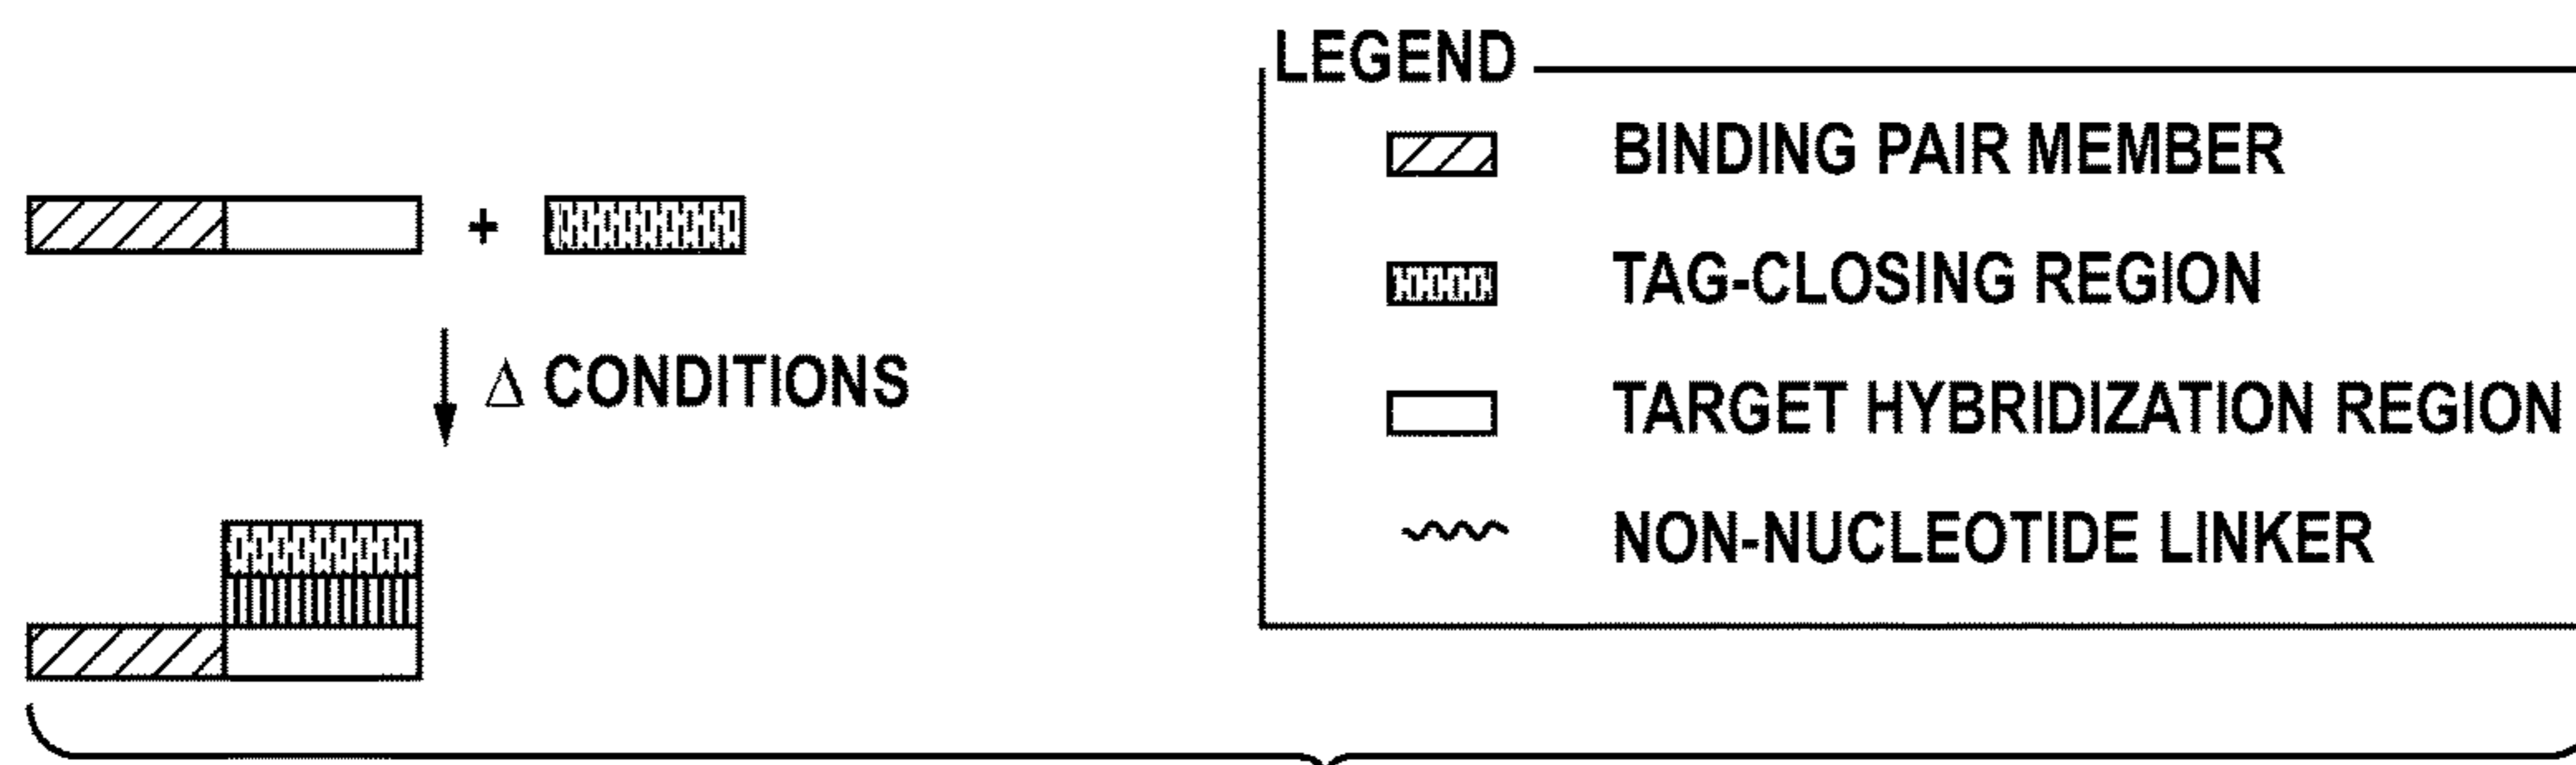 LEGEND
BINDING PAIR MEMBER
+
TAG-CLOSING REGION
Δ CONDITIONS
TARGET HYBRIDIZATION REGION
NON-NUCLEOTIDE LINKER